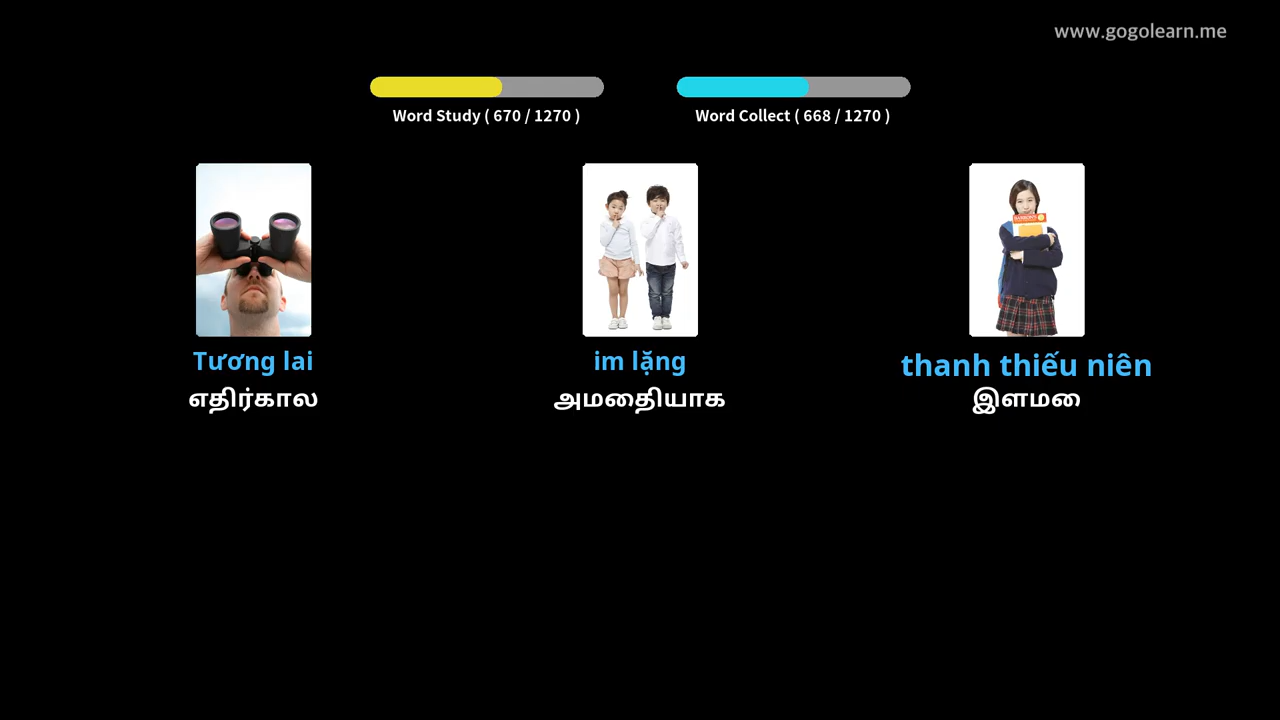 www.gogolearn.me
Word Study ( 670 / 1270 )
Word Collect ( 668 / 1270 )
Tương lai
im lặng
thanh thiếu niên
எதிர்கால
அமைதியாக
இளமை